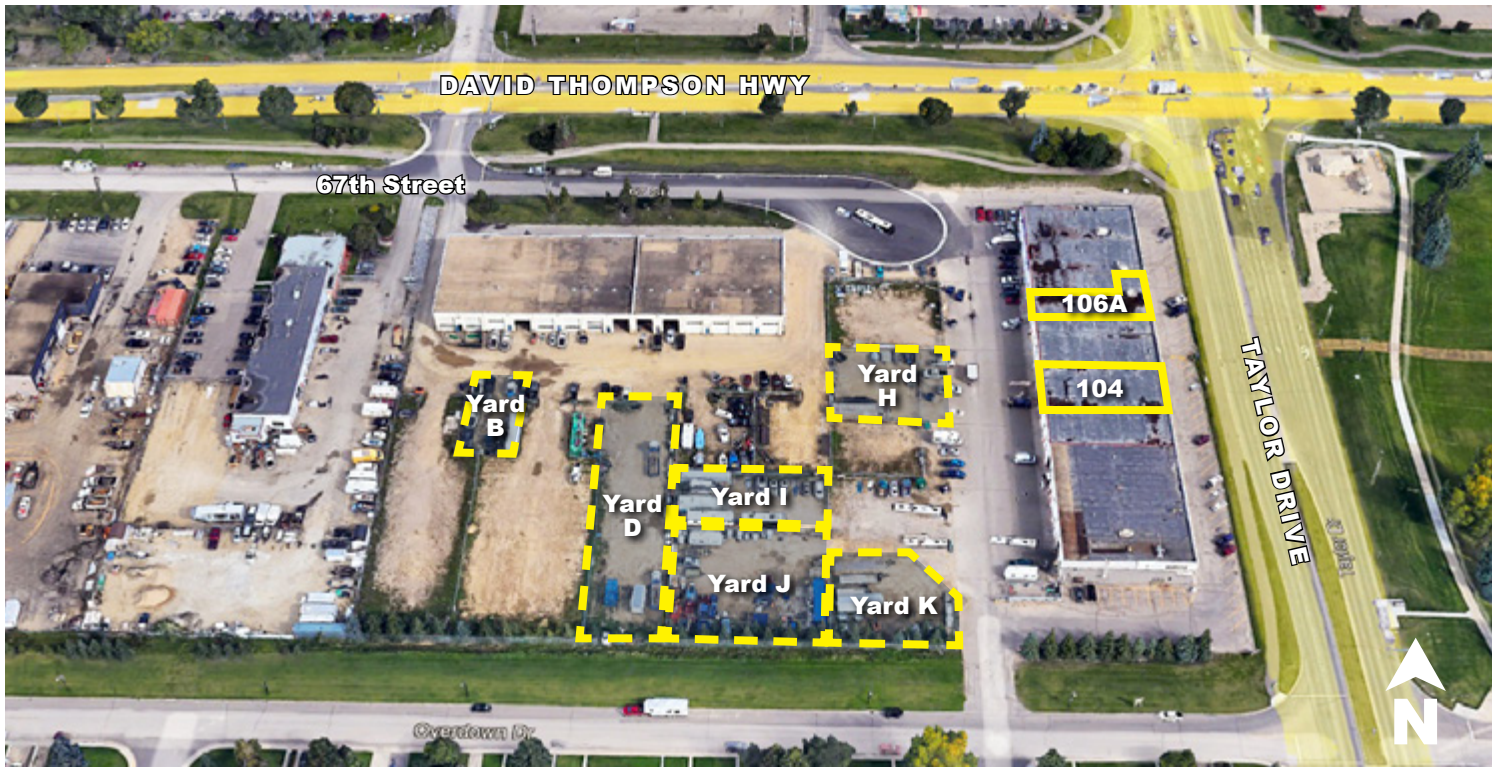 DAVID THOMPSON HWY
67th Street
106A
Yard
H
104
Yard
B
TAYLOR DRIVE
Yard I
Yard
D
Yard J
Yard K
Overdown Dr
N